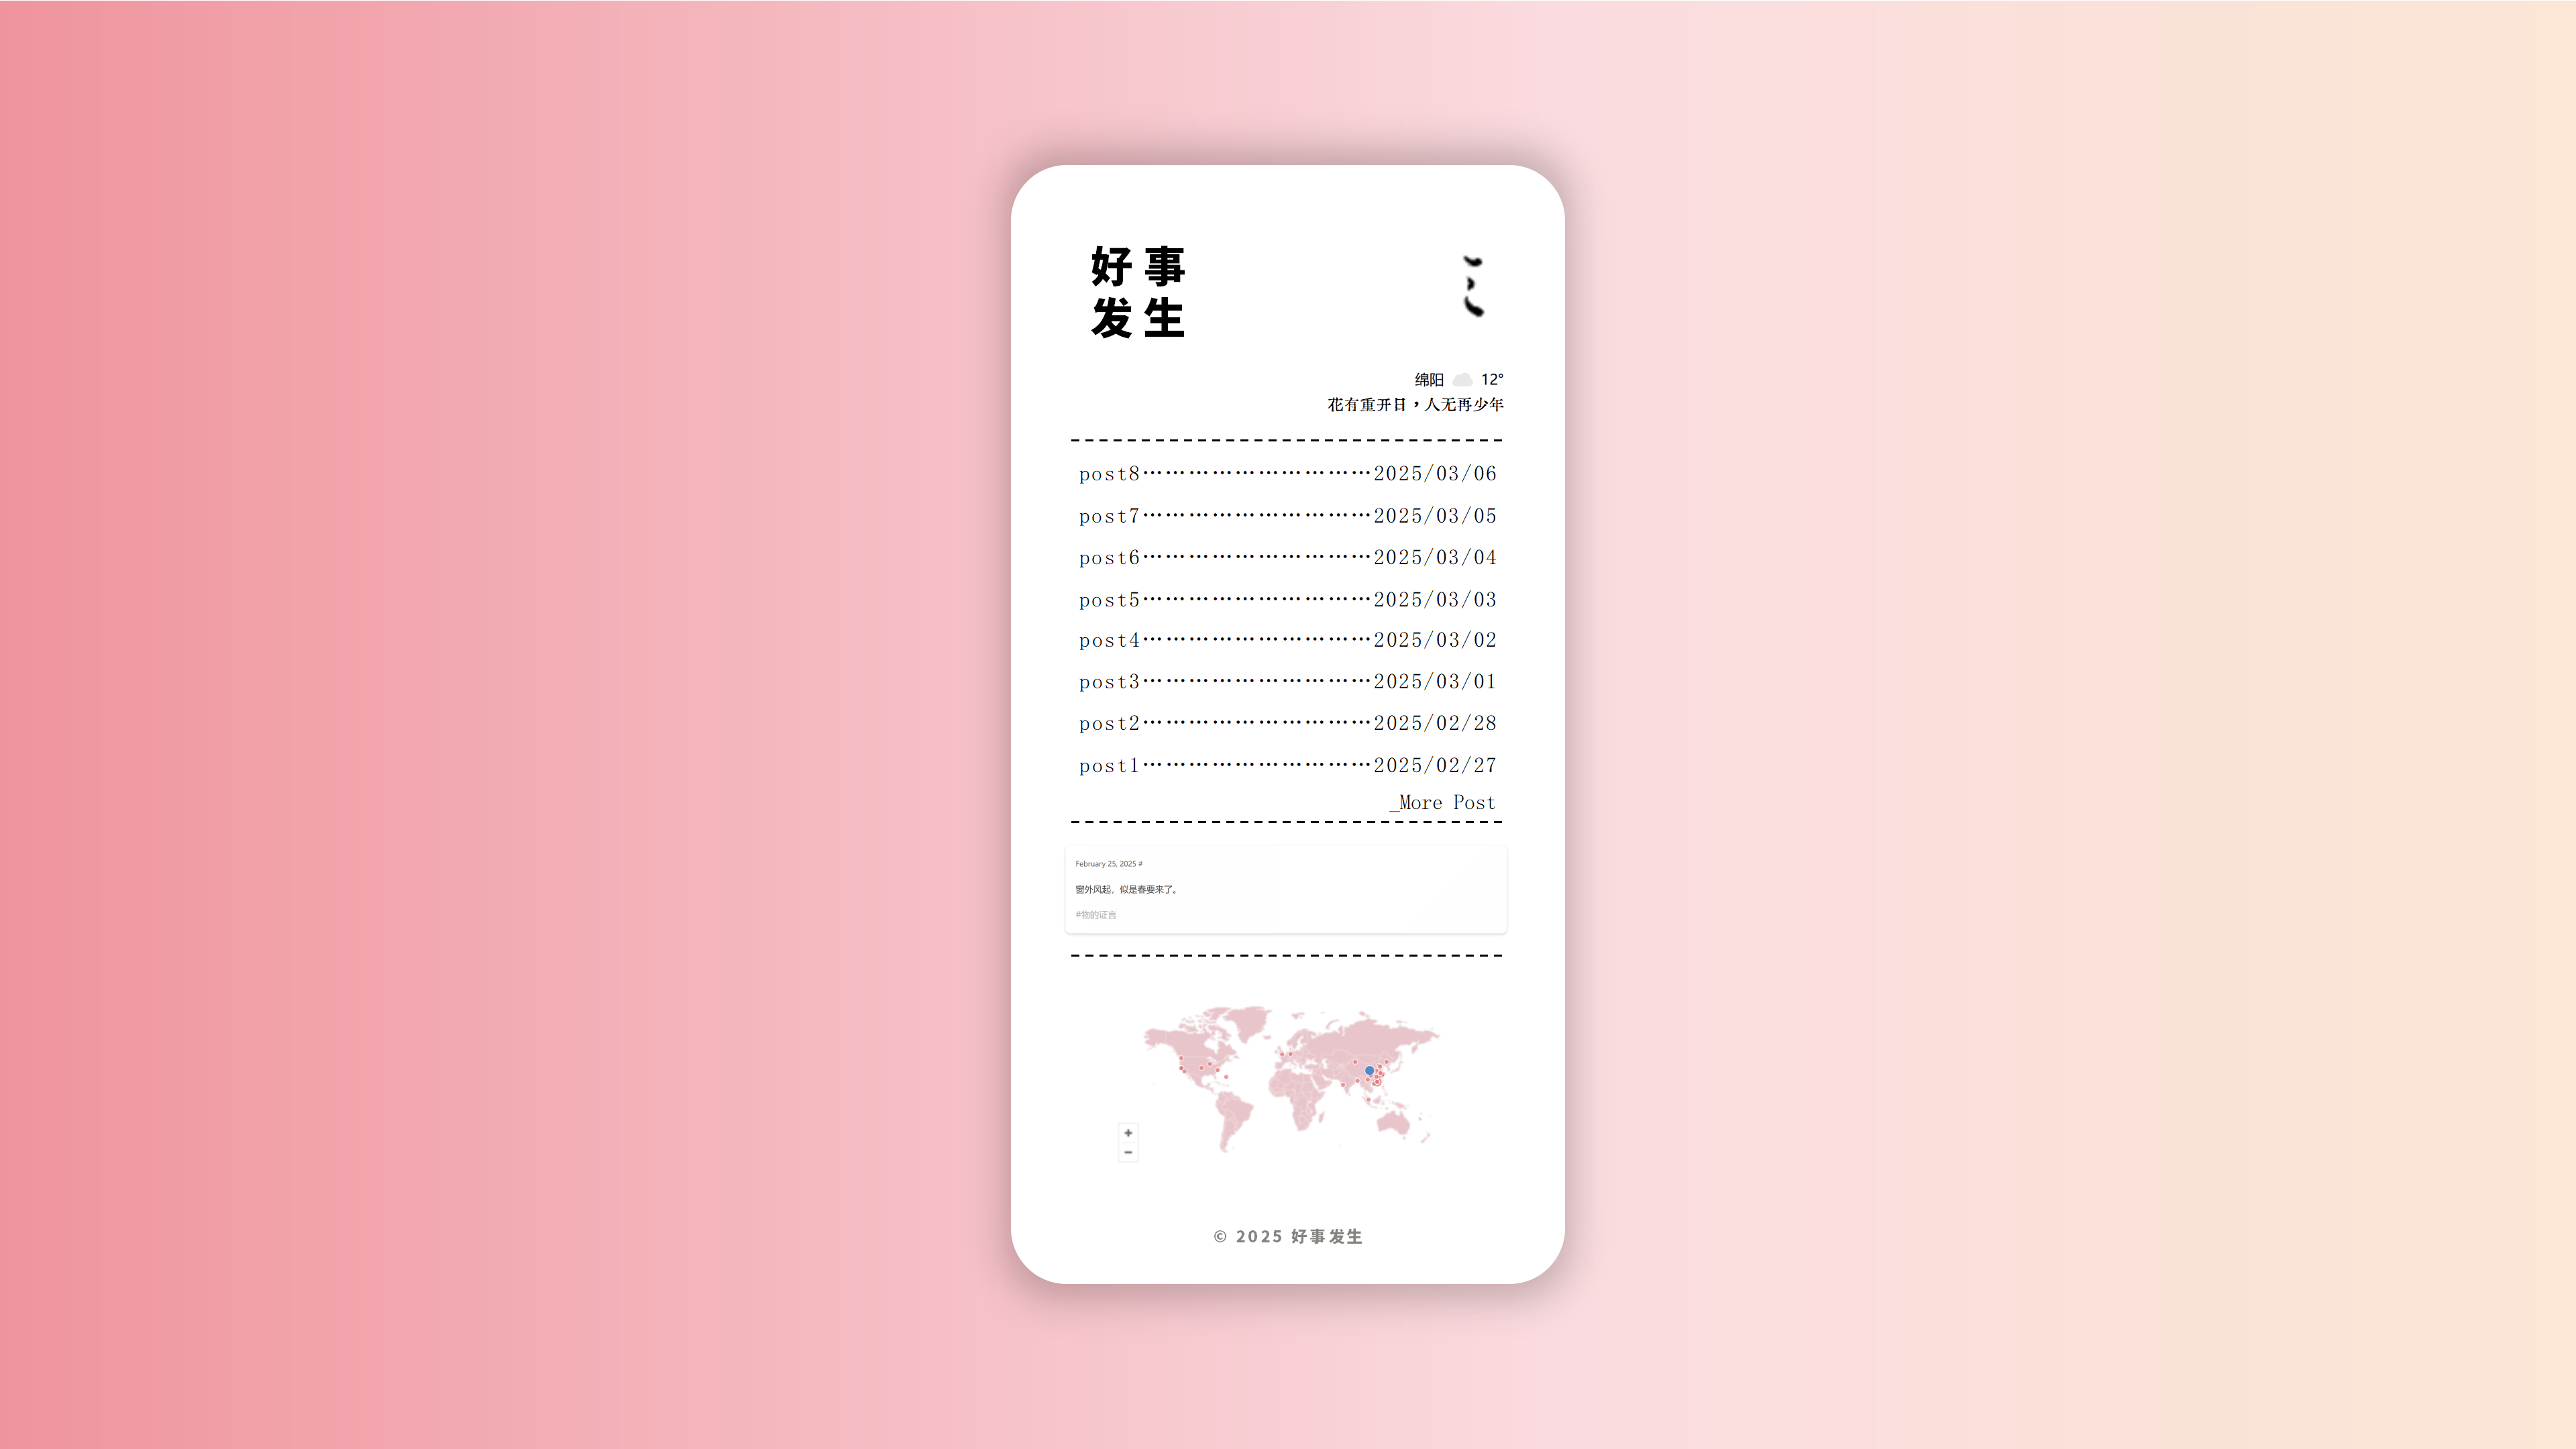 好事
发生
绵阳 12°
花有重开日，人无再少年
post8………………………………2025/03/06
post7………………………………2025/03/05
post6………………………………2025/03/04
post5………………………………2025/03/03
post4………………………………2025/03/02
post3………………………………2025/03/01
post2………………………………2025/02/28
post1………………………………2025/02/27
_More Post
February 25, 2025 #
窗外风起，似是春要来了。
#物的证言
+
−
© 2025 好事发生